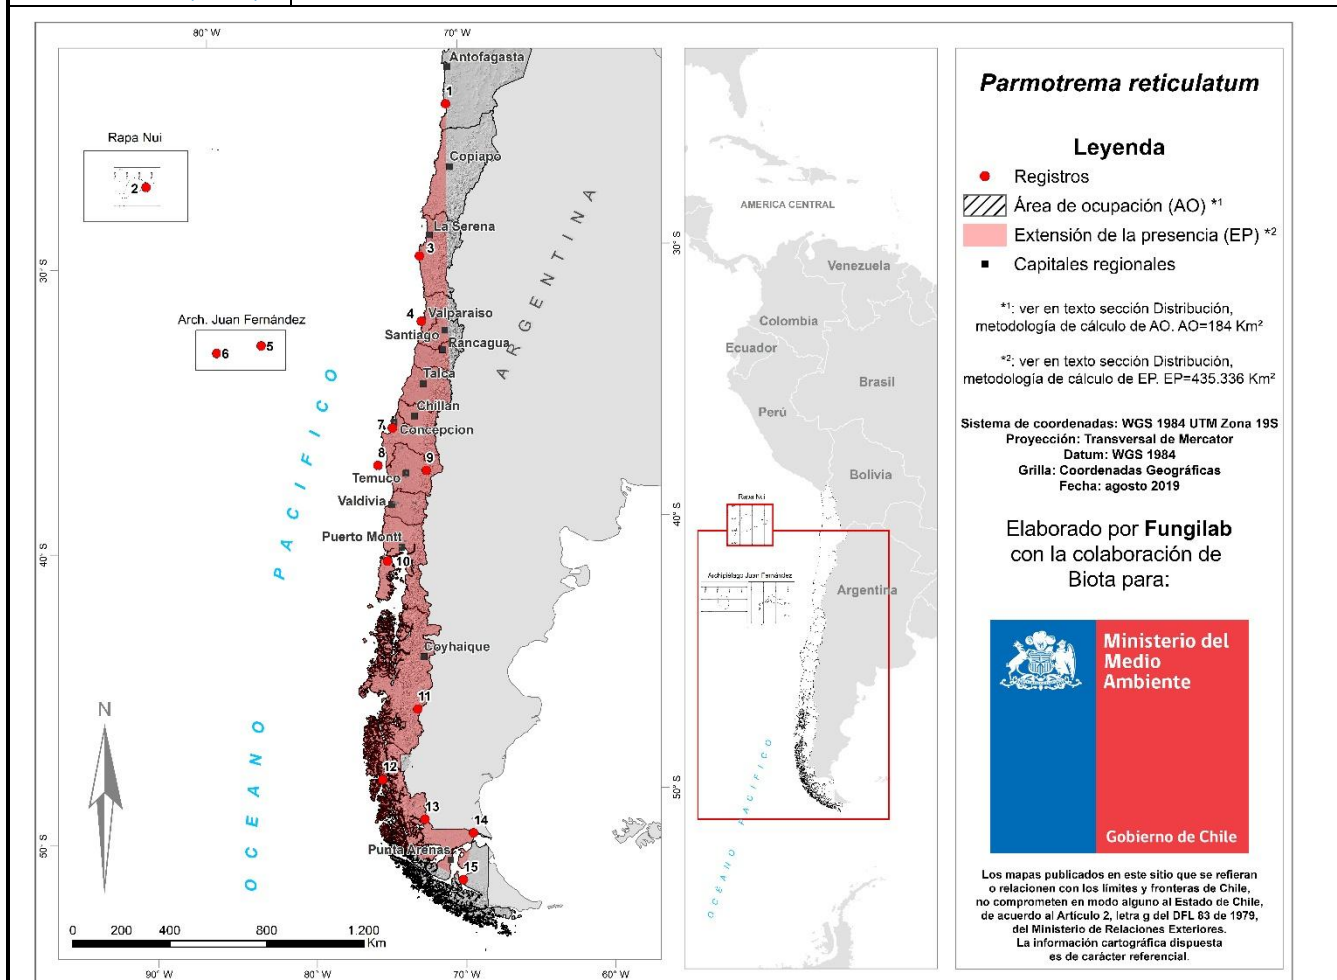 80° W
70° W
Antofagasta
1
Rapa Nui
2
Copiapo
ARGENTINA
La Serena
3
30° S
30° S
Arch. Juan Fernández
6
5
4
Valparaiso
Santiago
Rancagua
Talca
Chillan
7
Concepcion
8
9
Temuco
Valdivia
Puerto Montt
10
40° S
40° S
Coyhaique
11
12
13
14
Punta Arenas
15
50° S
50° S
OCEANO PACIFICO
N
0 200 400 800 1.200
Km
90° W
80° W
70° W
60° W
AMERICA CENTRAL
Venezuela
Colombia
Ecuador
Brasil
Perú
Bolivia
Rapa Nui
Archipiélago Juan Fernández
Argentina
OCÉANO PACÍFICO
Parmotrema reticulatum
Leyenda
Registros
Área de ocupación (AO) *1
Extensión de la presencia (EP) *2
Capitales regionales
*1: ver en texto sección Distribución,
metodología de cálculo de AO. AO=184 Km²
*2: ver en texto sección Distribución,
metodología de cálculo de EP. EP=435.336 Km²
Sistema de coordenadas: WGS 1984 UTM Zona 19S
Proyección: Transversal de Mercator
Datum: WGS 1984
Grilla: Coordenadas Geográficas
Fecha: agosto 2019
Elaborado por Fungilab
con la colaboración de
Biota para:
Ministerio del
Medio
Ambiente
Gobierno de Chile
Los mapas publicados en este sitio que se refieran
o relacionen con los límites y fronteras de Chile,
no comprometen en modo alguno al Estado de Chile,
de acuerdo al Artículo 2, letra g del DFL 83 de 1979,
del Ministerio de Relaciones Exteriores.
La información cartográfica dispuesta
es de carácter referencial.